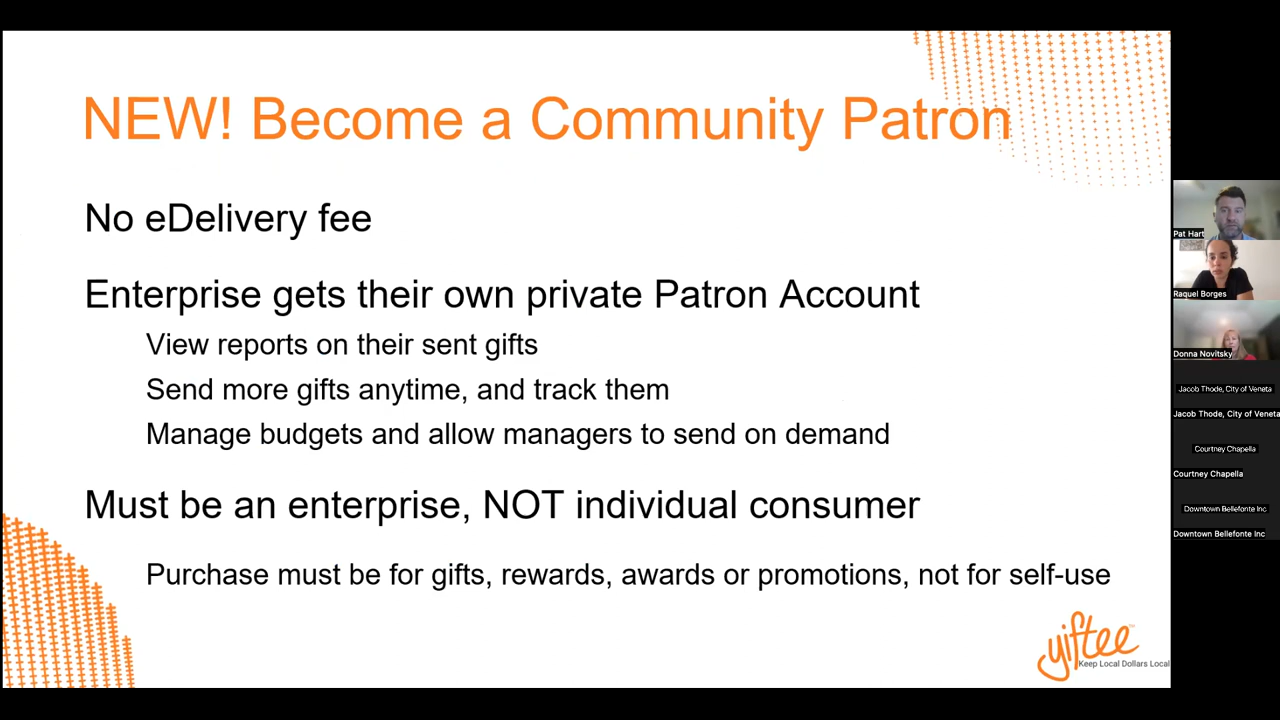 NEW! Become a Community Patron
No eDelivery fee
Enterprise gets their own private Patron Account
View reports on their sent gifts
Send more gifts anytime, and track them
Manage budgets and allow managers to send on demand
Must be an enterprise, NOT individual consumer
Purchase must be for gifts, rewards, awards or promotions, not for self-use
yiftee
Keep Local Dollars Local
Pat Hart
Raquel Borges
Donna Novitsky
Jacob Thode, City of Veneta
Jacob Thode, City of Veneta
Courtney Chapella
Courtney Chapella
Downtown Bellefonte Inc
Downtown Bellefonte Inc